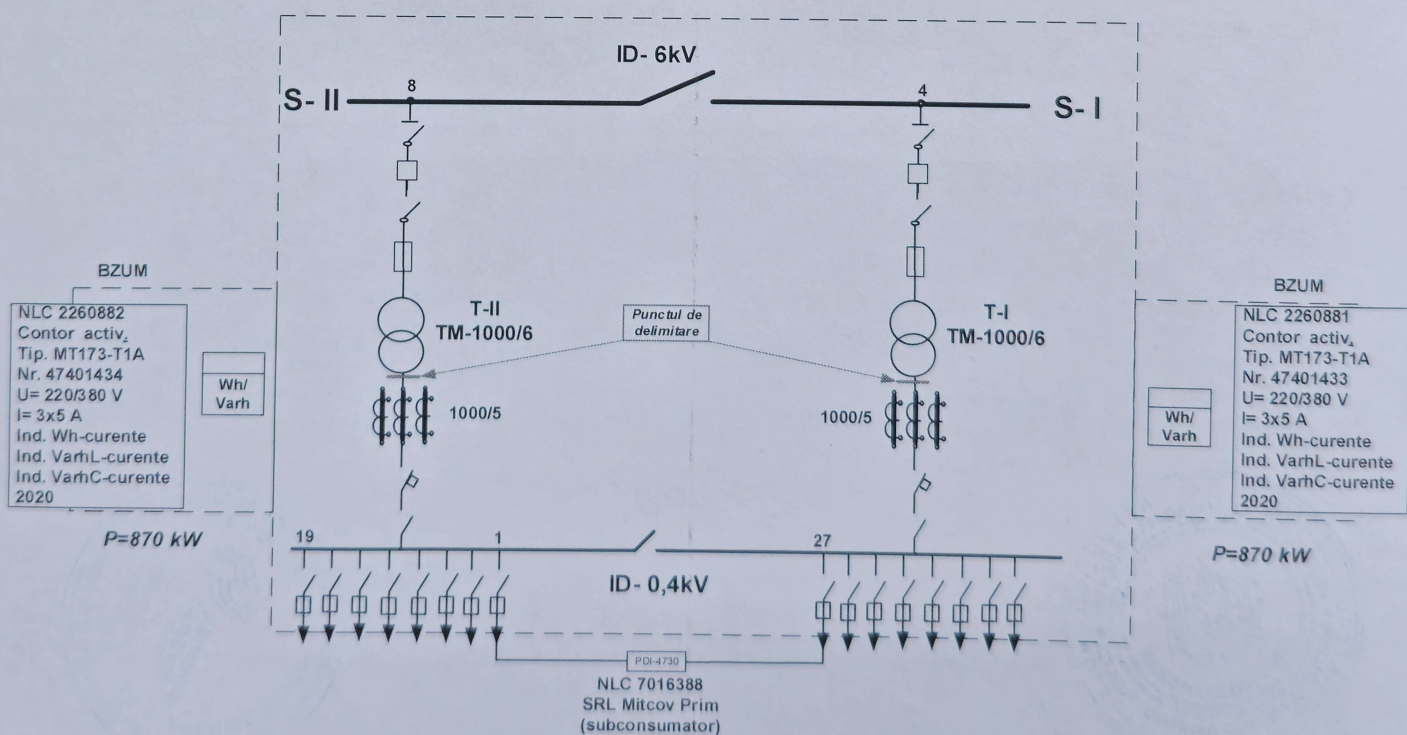 ID- 6kV
S- II
8
4
S- I
BZUM
NLC 2260882
Contor activ.
Tip. MT173-T1A
Nr. 47401434
U= 220/380 V
I= 3x5 A
Ind. Wh-curente
Ind. VarhL-curente
Ind. VarhC-curente
2020
Wh/
Varh
P=870 kW
T-II
TM-1000/6
1000/5
Punctul de
delimitare
T-I
TM-1000/6
1000/5
BZUM
NLC 2260881
Contor activ.
Tip. MT173-T1A
Nr. 47401433
U= 220/380 V
I= 3x5 A
Ind. Wh-curente
Ind. VarhL-curente
Ind. VarhC-curente
2020
Wh/
Varh
P=870 kW
19
1
27
ID- 0,4kV
PDI-4730
NLC 7016388
SRL Mitcov Prim
(subconsumator)